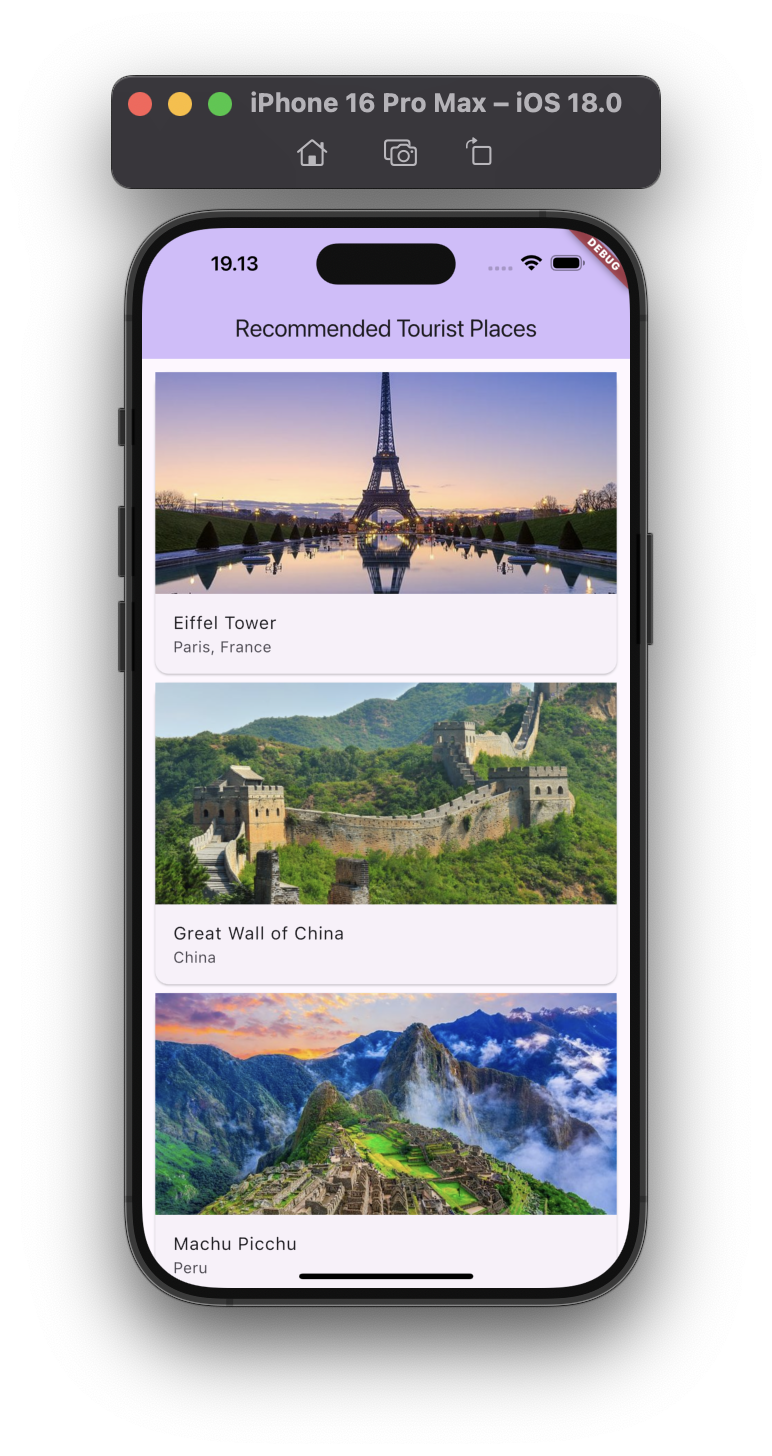 iPhone 16 Pro Max – iOS 18.0
19.13
DEBUG
Recommended Tourist Places
Eiffel Tower
Paris, France
Great Wall of China
China
Machu Picchu
Peru